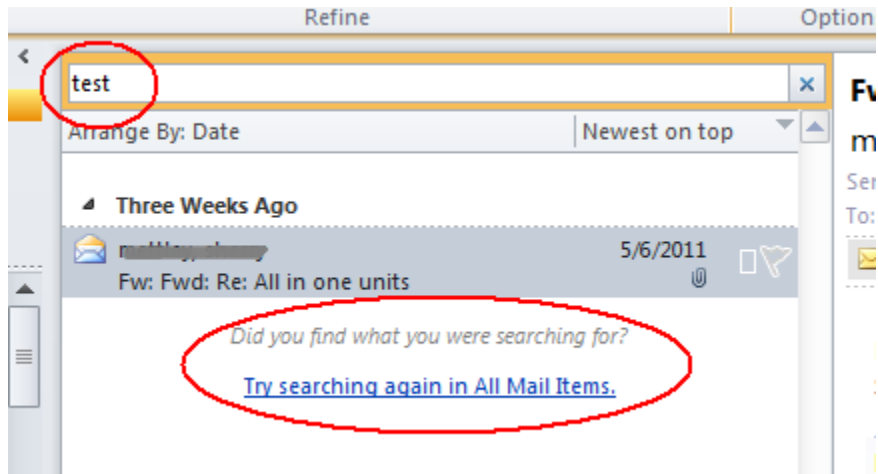 Refine
Option
test
Arrange By: Date
Newest on top
Three Weeks Ago
5/6/2011
Fw: Fwd: Re: All in one units
Did you find what you were searching for?
Try searching again in All Mail Items.
To: